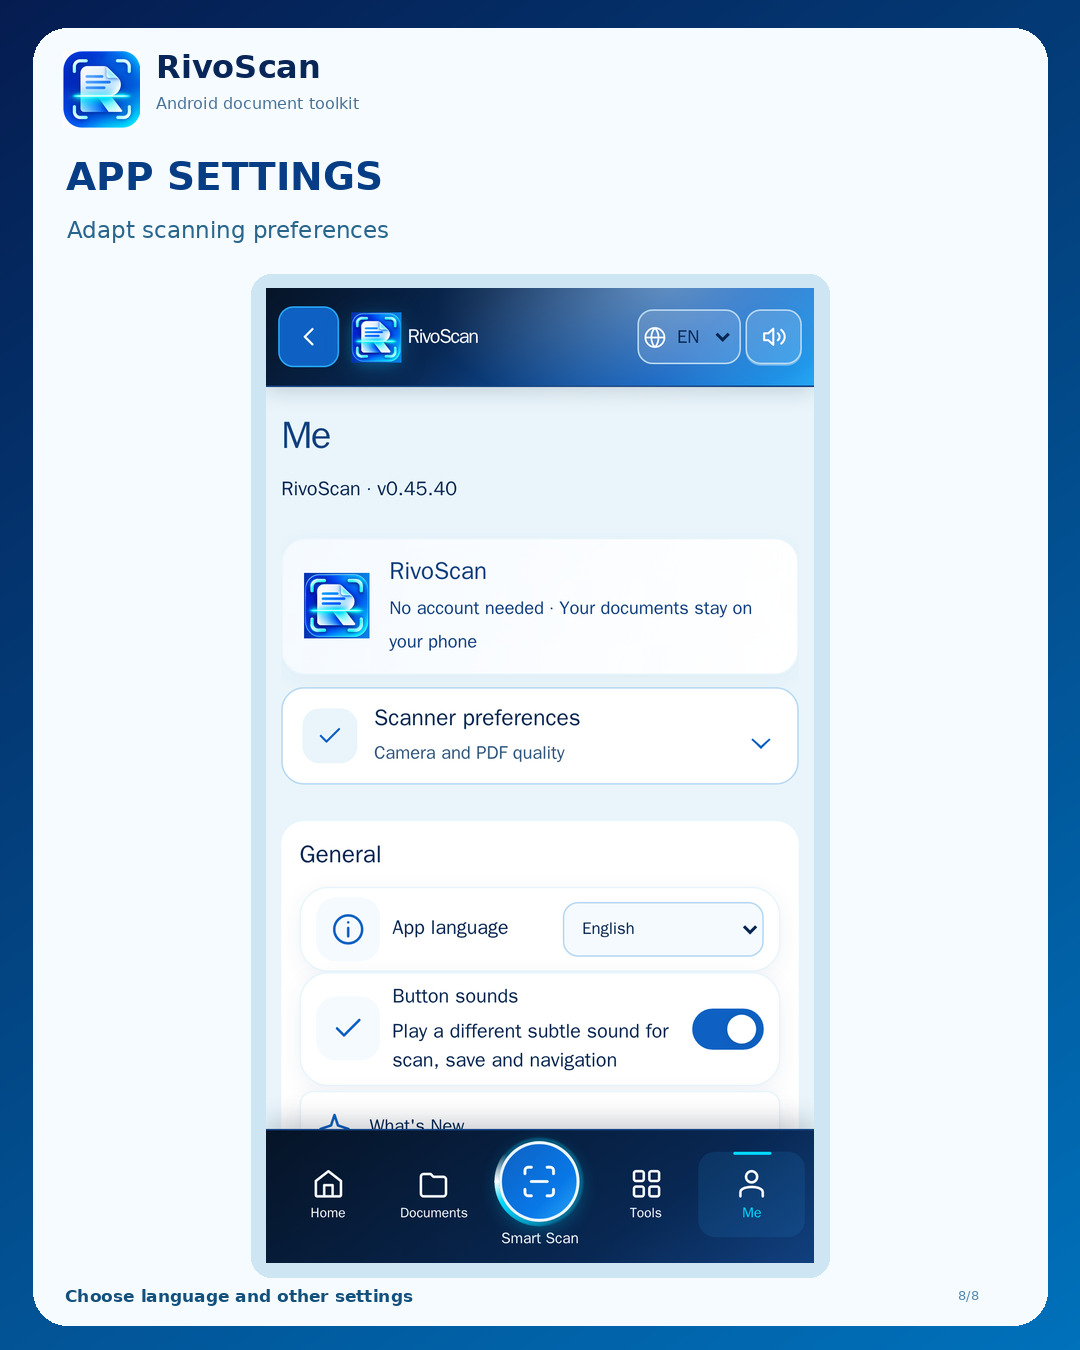 RivoScan
Android document toolkit
APP SETTINGS
Adapt scanning preferences
RivoScan
EN
Me
RivoScan · v0.45.40
RivoScan
No account needed · Your documents stay on
your phone
Scanner preferences
Camera and PDF quality
General
App language
English
Button sounds
Play a different subtle sound for
scan, save and navigation
What's New
Home
Documents
Smart Scan
Tools
Me
Choose language and other settings
8/8